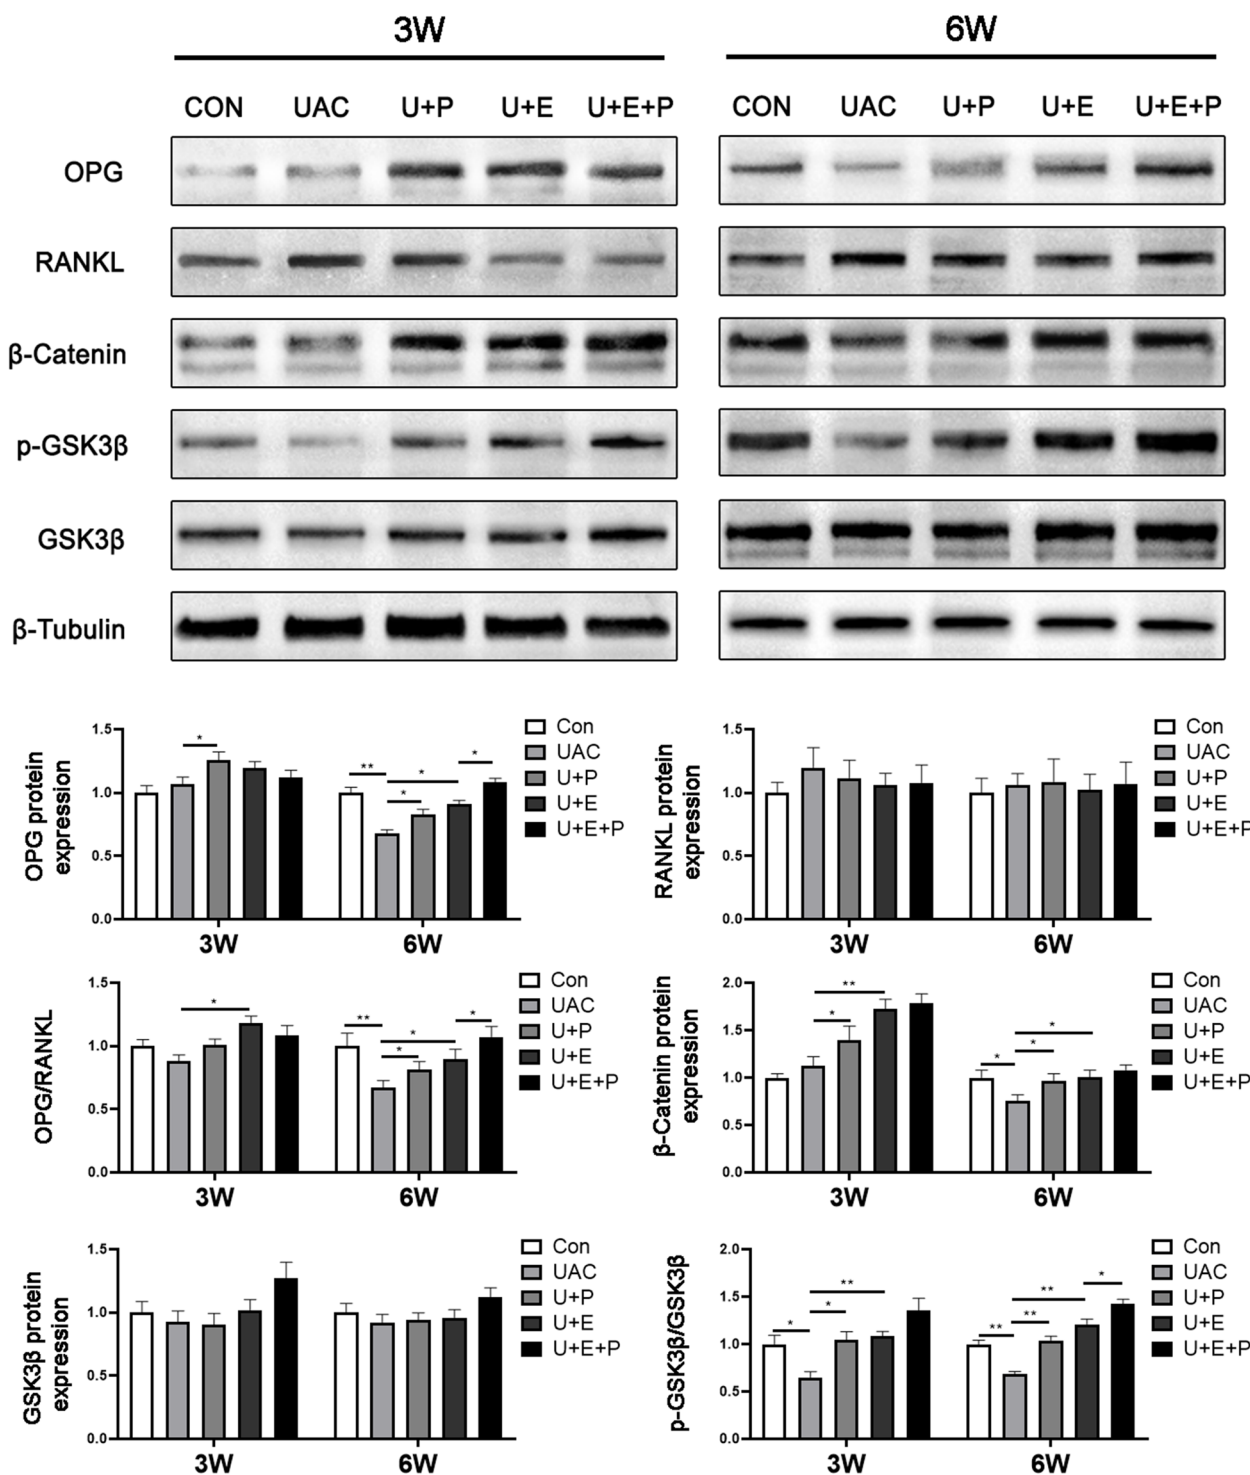 3W
6W
CON UAC U+P U+E U+E+P
CON UAC U+P U+E U+E+P
OPG
RANKL
β-Catenin
p-GSK3β
GSK3β
β-Tubulin
OPG protein
expression
1.5
1.0
0.5
0.0
*
**
*
*
*
3W
6W
Con
UAC
U+P
U+E
U+E+P
RANKL protein
expression
1.5
1.0
0.5
0.0
3W
6W
Con
UAC
U+P
U+E
U+E+P
OPG/RANKL
1.5
1.0
0.5
0.0
*
**
*
*
*
3W
6W
Con
UAC
U+P
U+E
U+E+P
β-Catenin protein
expression
2.0
1.5
1.0
0.5
0.0
**
*
*
*
*
3W
6W
Con
UAC
U+P
U+E
U+E+P
GSK3β protein
expression
1.5
1.0
0.5
0.0
3W
6W
Con
UAC
U+P
U+E
U+E+P
p-GSK3β/GSK3β
2.0
1.5
1.0
0.5
0.0
*
*
**
**
**
**
*
3W
6W
Con
UAC
U+P
U+E
U+E+P